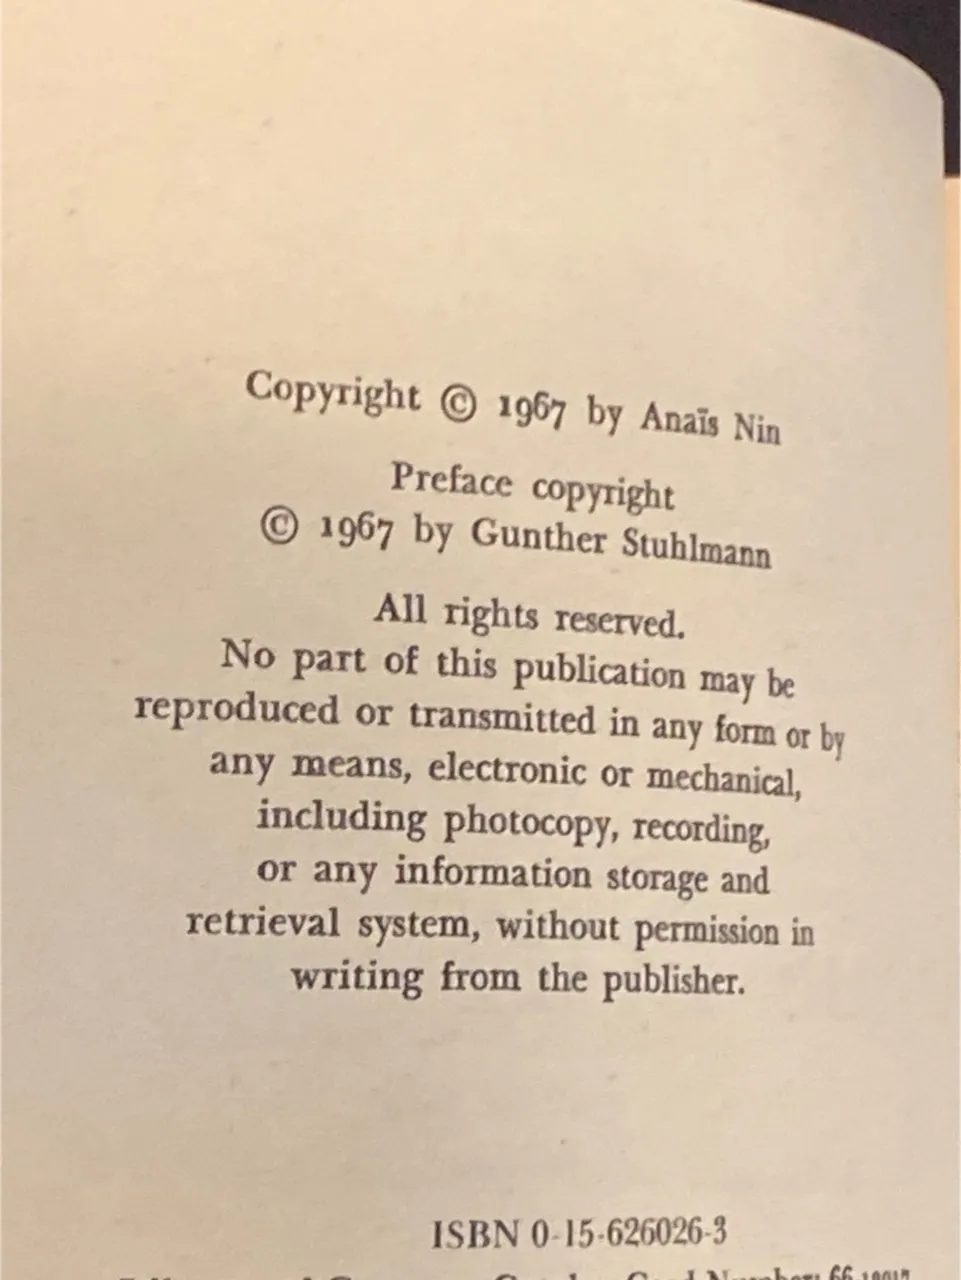 Copyright © 1967 by Anaïs Nin
Preface copyright
© 1967 by Gunther Stuhlmann
All rights reserved.
No part of this publication may be
reproduced or transmitted in any form or by
any means, electronic or mechanical,
including photocopy, recording,
or any information storage and
retrieval system, without permission in
writing from the publisher.
ISBN 0-15-626026-3